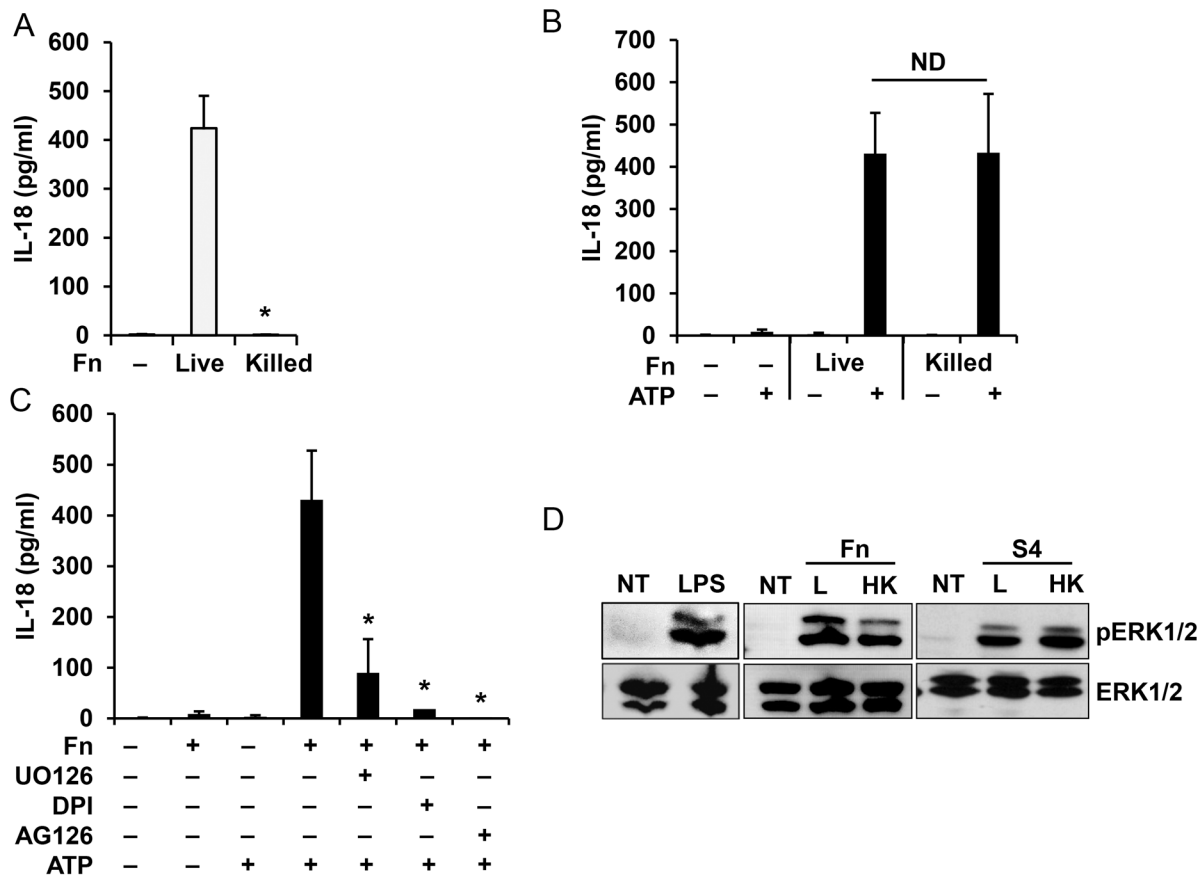 A
600
500
400
300
200
100
0
IL-18 (pg/ml)
*
Fn – Live Killed
B
700
600
500
400
300
200
100
0
IL-18 (pg/ml)
ND
Fn – – Live Killed
ATP – + – + – +
C
600
500
400
300
200
100
0
IL-18 (pg/ml)
* * *
Fn – + – + + + +
UO126 – – – – + – –
DPI – – – – – + –
AG126 – – – – – – +
ATP – – + + + + +
D
Fn S4
NT LPS NT L HK NT L HK
pERK1/2
ERK1/2